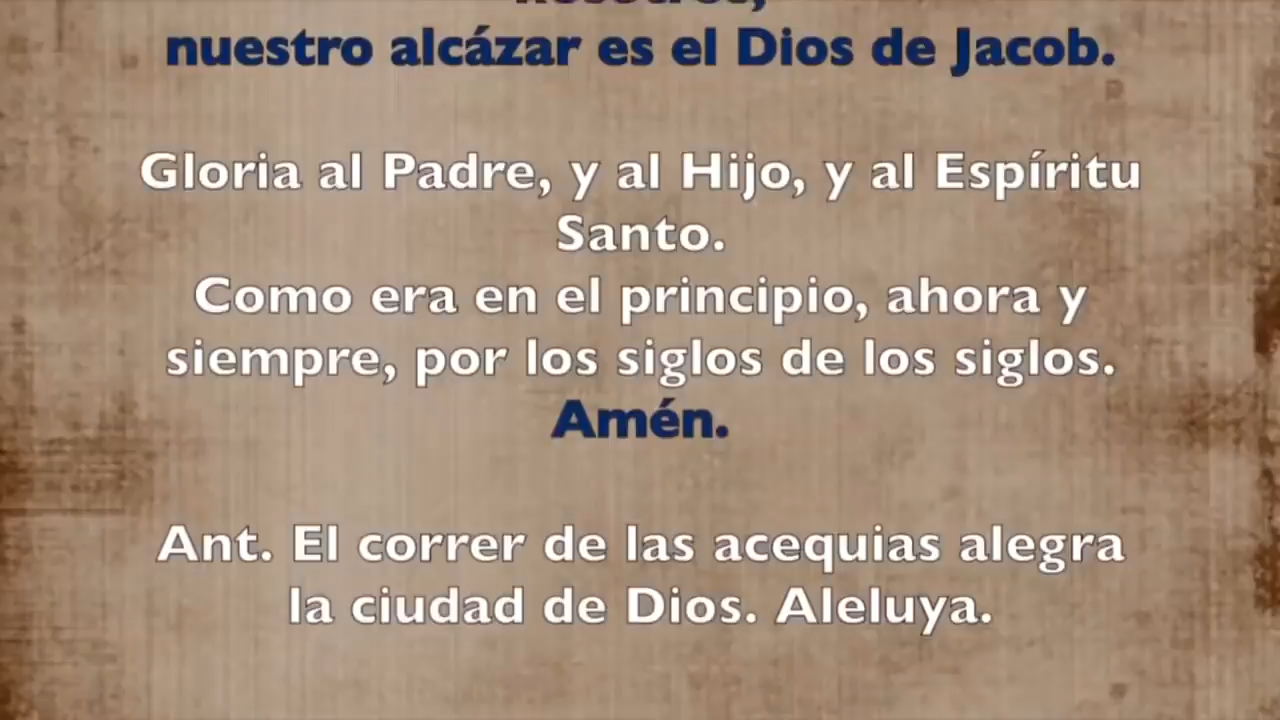 nosotros,
nuestro alcázar es el Dios de Jacob.
Gloria al Padre, y al Hijo, y al Espíritu
Santo.
Como era en el principio, ahora y
siempre, por los siglos de los siglos.
Amén.
Ant. El correr de las acequias alegra
la ciudad de Dios. Aleluya.